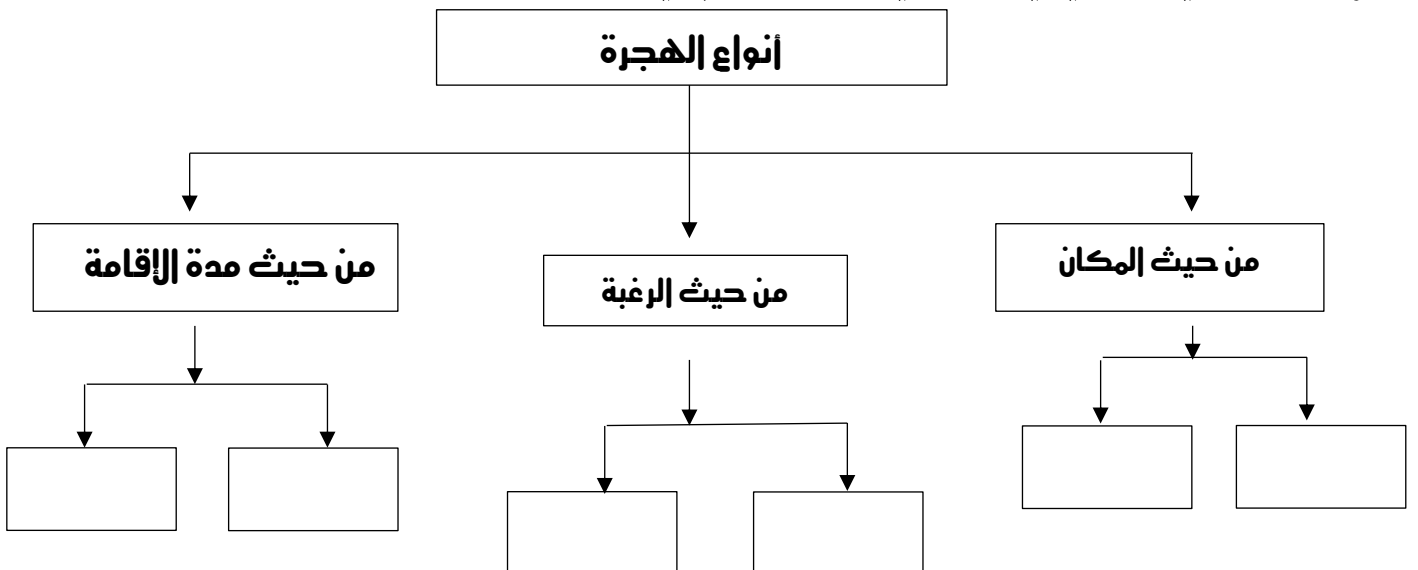 أنواع الهجرة
من حيث المكان
من حيث الرغبة
من حيث مدة الإقامة